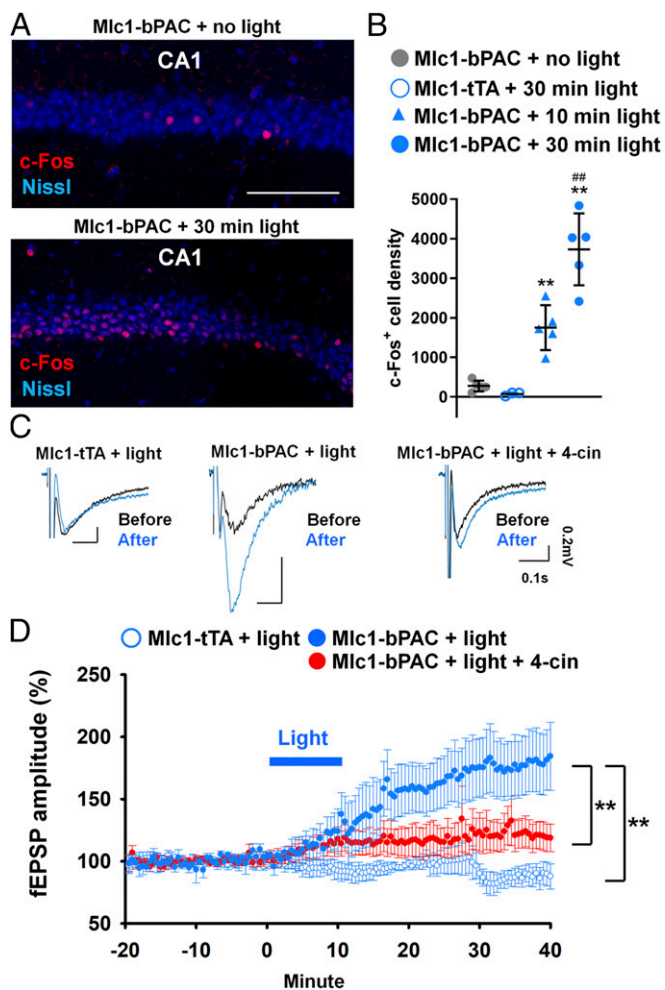 A
Mlc1-bPAC + no light
CA1
c-Fos
Nissl
Mlc1-bPAC + 30 min light
CA1
c-Fos
Nissl
B
Mlc1-bPAC + no light
Mlc1-tTA + 30 min light
Mlc1-bPAC + 10 min light
Mlc1-bPAC + 30 min light
c-Fos+ cell density
5000
4000
3000
2000
1000
0
**
##
**
C
Mlc1-tTA + light
Before
After
Mlc1-bPAC + light
Before
After
Mlc1-bPAC + light + 4-cin
Before
After
0.2mV
0.1s
D
Mlc1-tTA + light
Mlc1-bPAC + light
Mlc1-bPAC + light + 4-cin
fEPSP amplitude (%)
250
200
150
100
50
Light
**
**
-20 -10 0 10 20 30 40
Minute